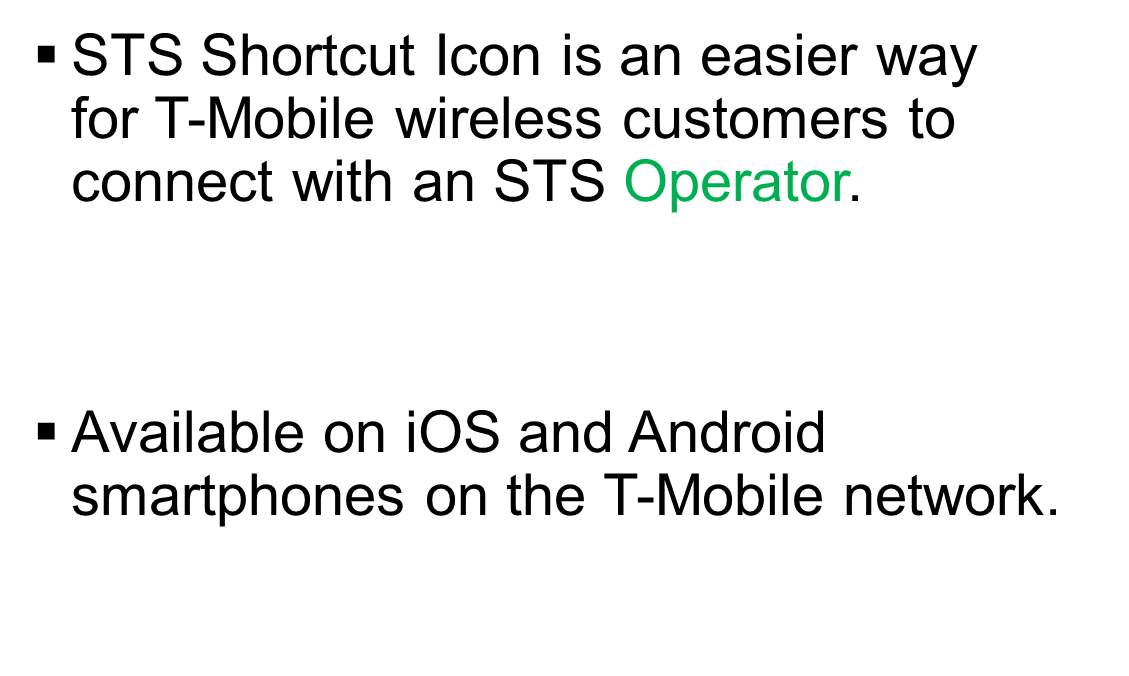 ▪ STS Shortcut Icon is an easier way
for T-Mobile wireless customers to
connect with an STS Operator.
▪ Available on iOS and Android
smartphones on the T-Mobile network.